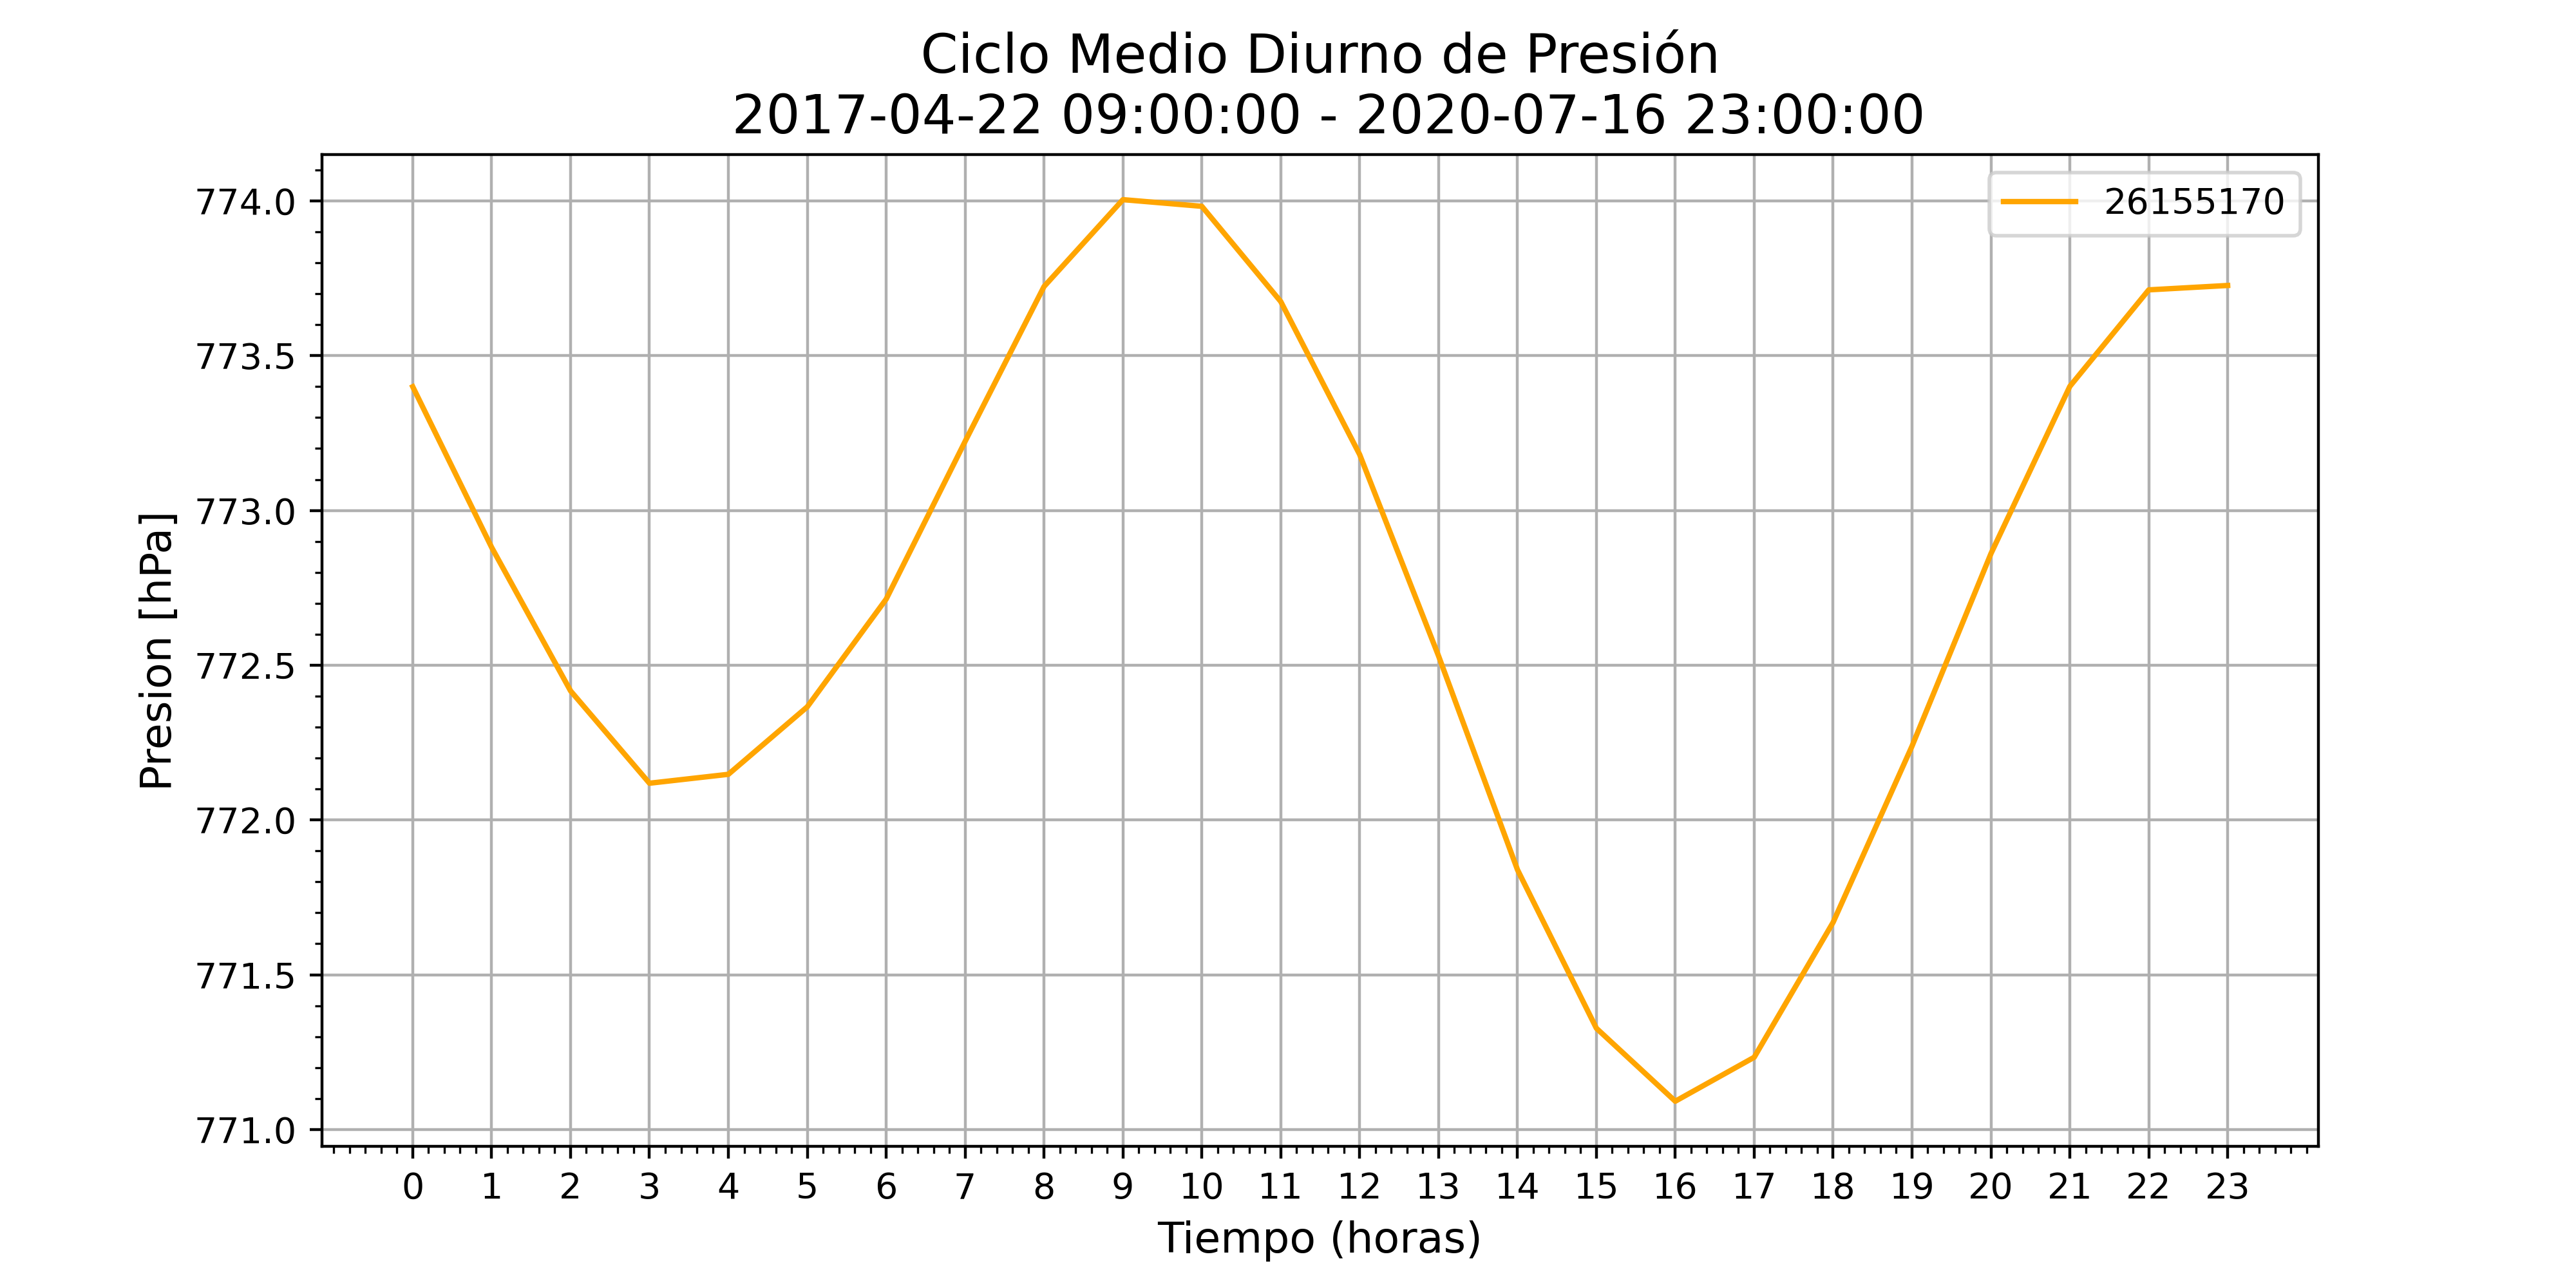 Ciclo Medio Diurno de Presión
2017-04-22 09:00:00 - 2020-07-16 23:00:00
26155170
Presion [hPa]
774.0
773.5
773.0
772.5
772.0
771.5
771.0
0 1 2 3 4 5 6 7 8 9 10 11 12 13 14 15 16 17 18 19 20 21 22 23
Tiempo (horas)